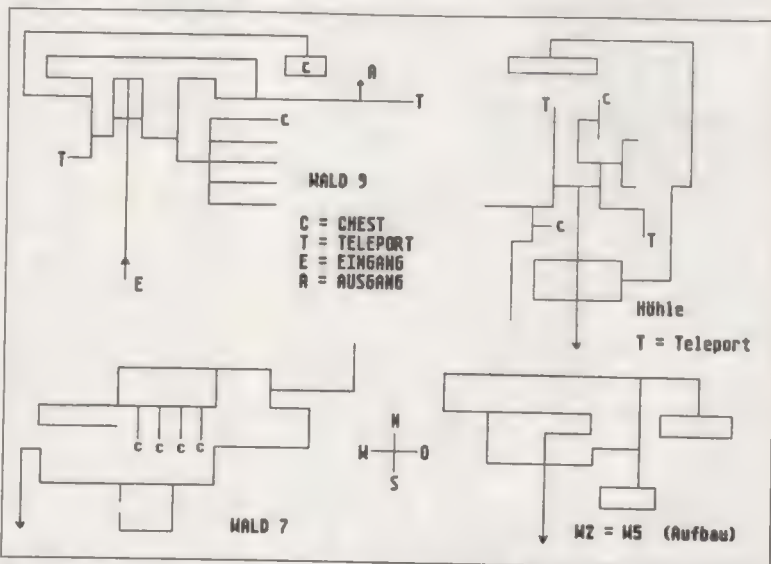 C
A
T
C
T
WALD 9
C = CHEST
T = TELEPORT
E = EINGANG
A = AUSGANG
E
T
C
C
T
Höhle
T = Teleport
C C C C
WALD 7
N
W O
S
W2 = W5 (Aufbau)